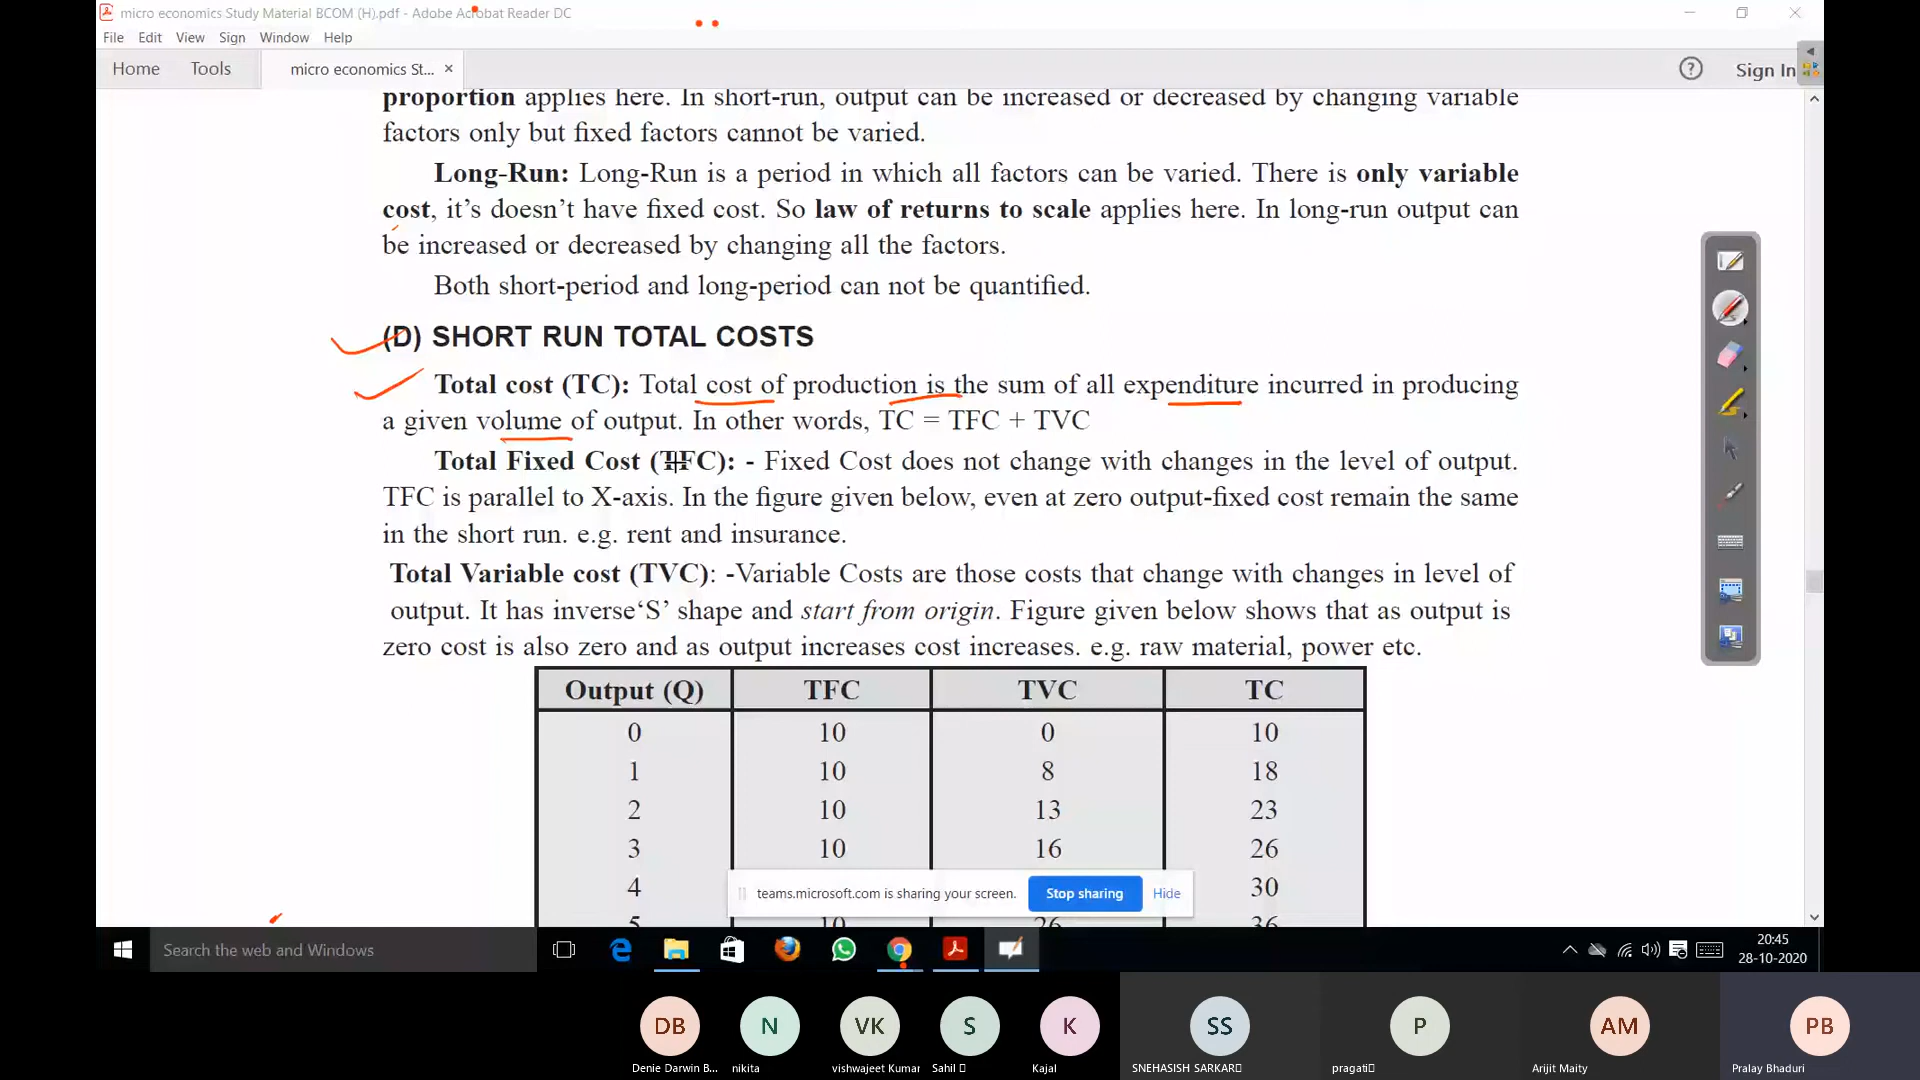 micro economics Study Material BCOM (H).pdf - Adobe Acrobat Reader DC
File Edit View Sign Window Help
Home Tools micro economics St... × Sign In
proportion applies here. In short-run, output can be increased or decreased by changing variable
factors only but fixed factors cannot be varied.
Long-Run: Long-Run is a period in which all factors can be varied. There is only variable
cost, it’s doesn’t have fixed cost. So law of returns to scale applies here. In long-run output can
be increased or decreased by changing all the factors.
Both short-period and long-period can not be quantified.
(D) SHORT RUN TOTAL COSTS
Total cost (TC): Total cost of production is the sum of all expenditure incurred in producing
a given volume of output. In other words, TC = TFC + TVC
Total Fixed Cost (TFC): - Fixed Cost does not change with changes in the level of output.
TFC is parallel to X-axis. In the figure given below, even at zero output-fixed cost remain the same
in the short run. e.g. rent and insurance.
Total Variable cost (TVC): -Variable Costs are those costs that change with changes in level of
output. It has inverse‘S’ shape and start from origin. Figure given below shows that as output is
zero cost is also zero and as output increases cost increases. e.g. raw material, power etc.
Output (Q) TFC TVC TC
0 10 0 10
1 10 8 18
2 10 13 23
3 10 16 26
4 30
5 10 26 36
teams.microsoft.com is sharing your screen. Stop sharing Hide
Search the web and Windows
20:45
28-10-2020
DB N VK S K SS P AM PB
Denie Darwin B... nikita vishwajeet Kumar Sahil Kajal SNEHASISH SARKAR pragati Arijit Maity Pralay Bhaduri